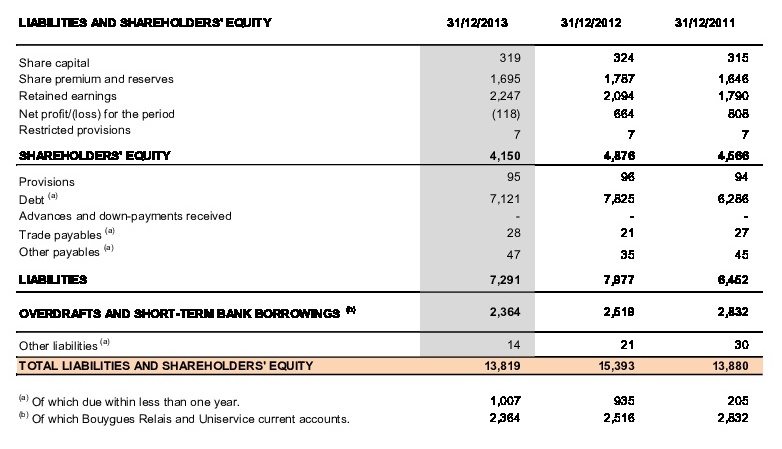 LIABILITIES AND SHAREHOLDERS' EQUITY 31/12/2013 31/12/2012 31/12/2011
Share capital 319 324 315
Share premium and reserves 1,695 1,787 1,646
Retained earnings 2,247 2,094 1,790
Net profit/(loss) for the period (118) 664 808
Restricted provisions 7 7 7
SHAREHOLDERS' EQUITY 4,150 4,876 4,566
Provisions 95 96 94
Debt (a) 7,121 7,825 6,286
Advances and down-payments received - - -
Trade payables (a) 28 21 27
Other payables (a) 47 35 45
LIABILITIES 7,291 7,977 6,452
OVERDRAFTS AND SHORT-TERM BANK BORROWINGS (b) 2,364 2,519 2,832
Other liabilities (a) 14 21 30
TOTAL LIABILITIES AND SHAREHOLDERS' EQUITY 13,819 15,393 13,880
(a) Of which due within less than one year. 1,007 935 205
(b) Of which Bouygues Relais and Uniservice current accounts. 2,364 2,516 2,832